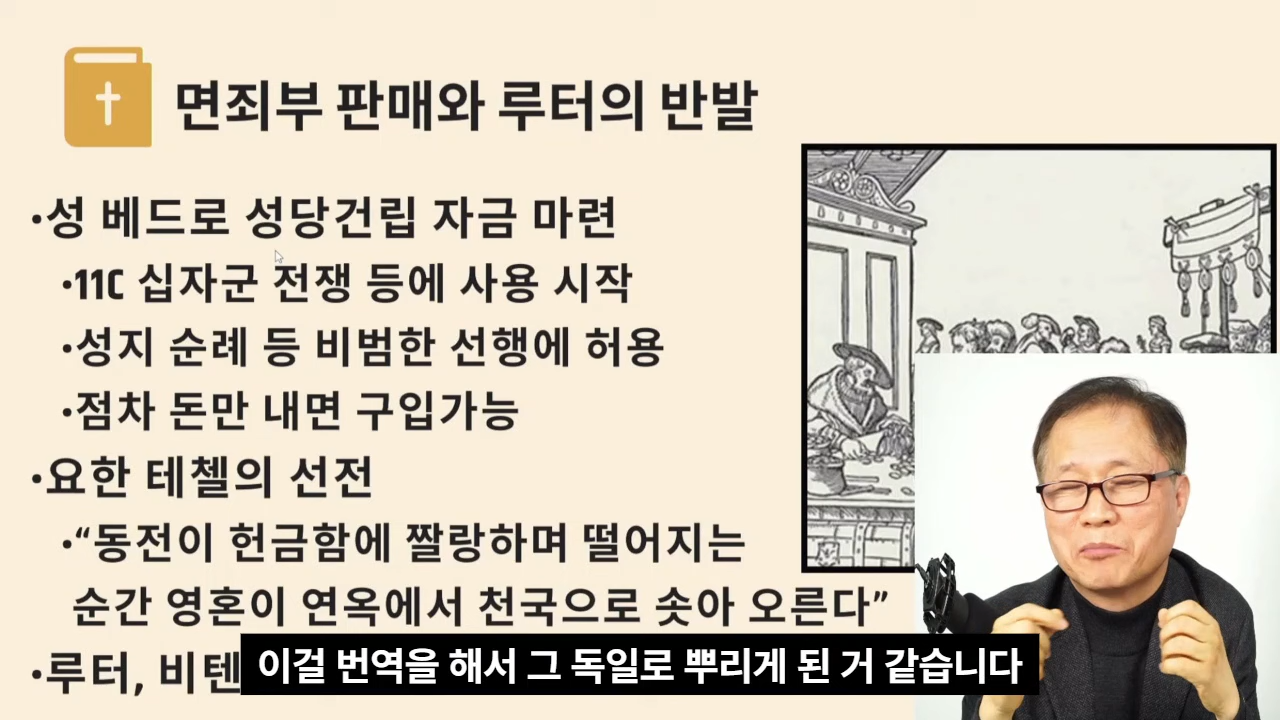 면죄부 판매와 루터의 반발
·성 베드로 성당건립 자금 마련
·11C 십자군 전쟁 등에 사용 시작
·성지 순례 등 비범한 선행에 허용
·점차 돈만 내면 구입가능
·요한 테첼의 선전
·“동전이 헌금함에 짤랑하며 떨어지는
순간 영혼이 연옥에서 천국으로 솟아 오른다”
·루터, 비텐
이걸 번역을 해서 그 독일로 뿌리게 된 거 같습니다